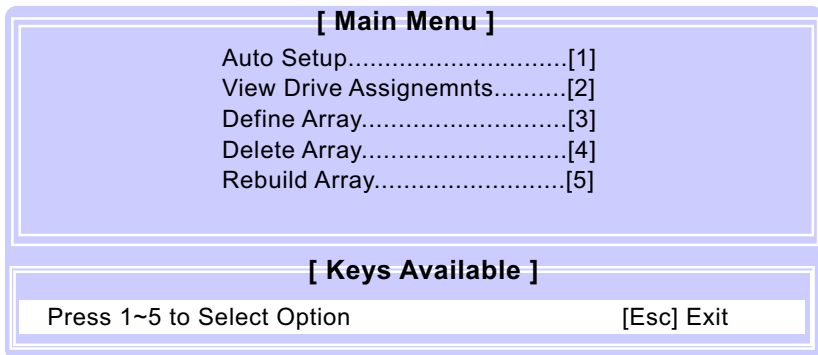 [ Main Menu ]
Auto Setup..............................[1]
View Drive Assignemnts..........[2]
Define Array............................[3]
Delete Array............................[4]
Rebuild Array..........................[5]
[ Keys Available ]
Press 1~5 to Select Option [Esc] Exit